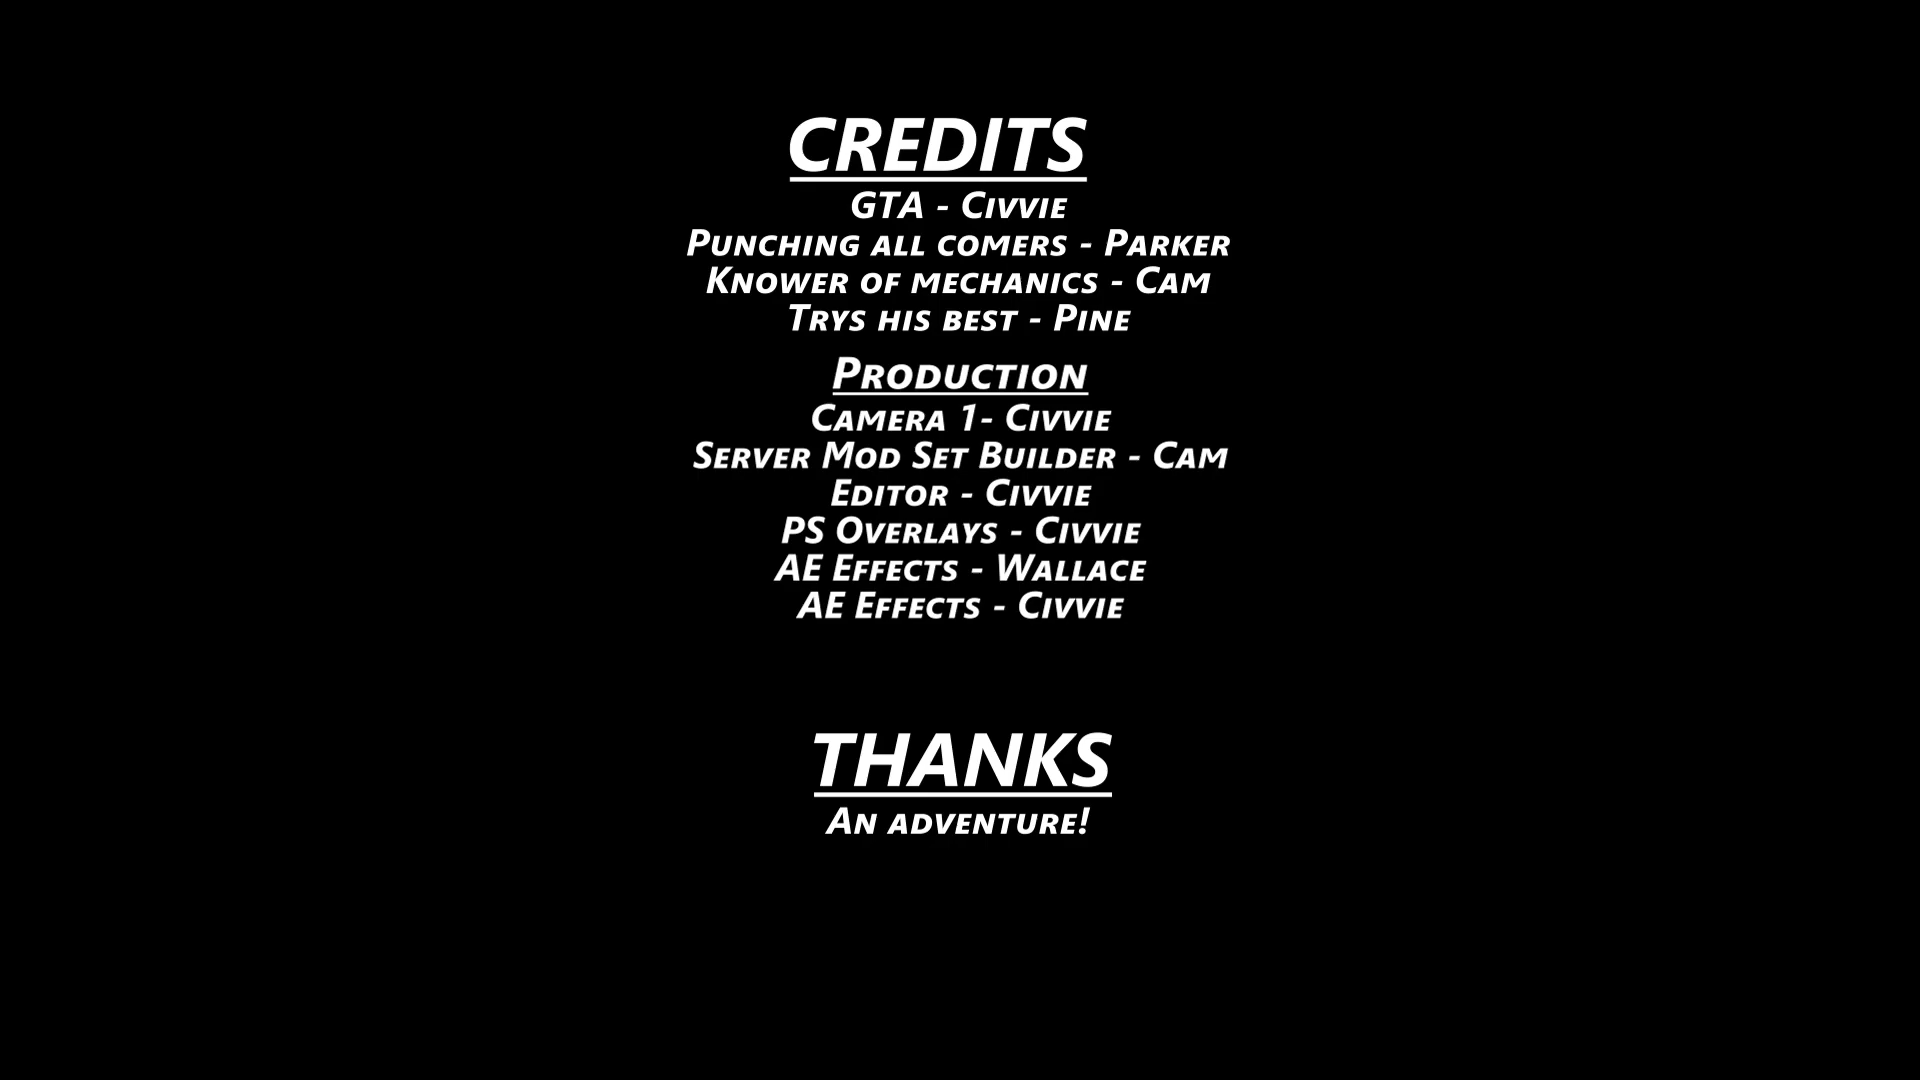 CREDITS
GTA - Civvie
Punching all comers - Parker
Knower of mechanics - Cam
Trys his best - Pine
Production
Camera 1- Civvie
Server Mod Set Builder - Cam
Editor - Civvie
PS Overlays - Civvie
AE Effects - Wallace
AE Effects - Civvie
THANKS
An adventure!